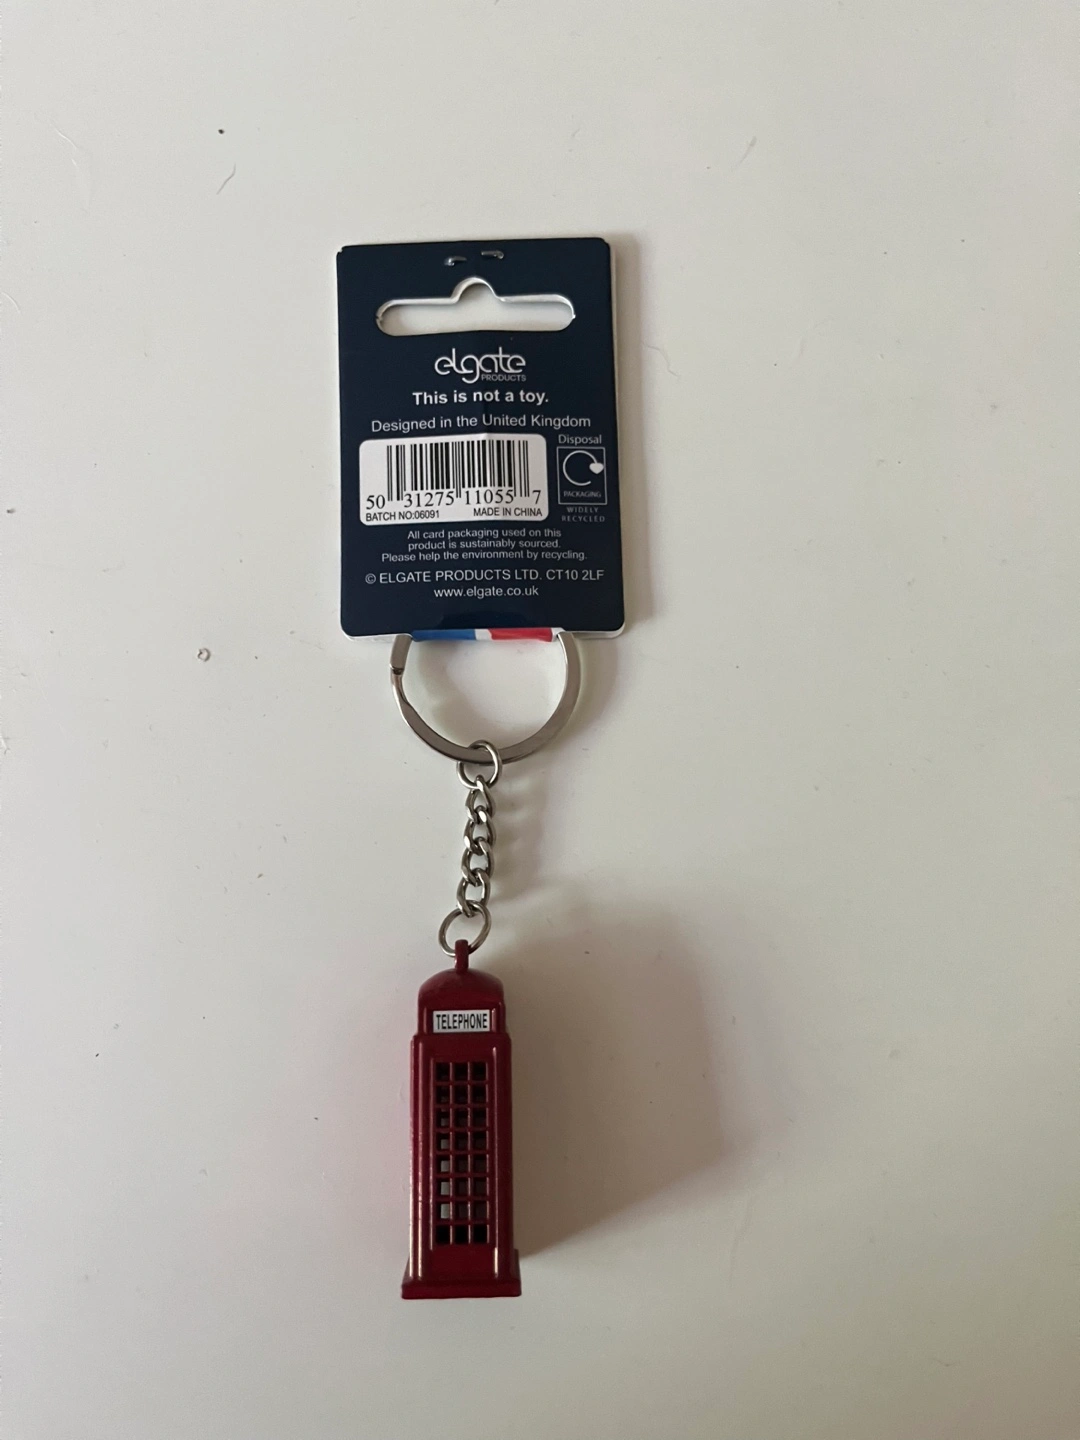 elgate
PRODUCTS
This is not a toy.
Designed in the United Kingdom
Disposal
50 31275 11055 7
BATCH NO:06091 MADE IN CHINA
PACKAGING
WIDELY
RECYCLED
All card packaging used on this
product is sustainably sourced.
Please help the environment by recycling.
© ELGATE PRODUCTS LTD. CT10 2LF
www.elgate.co.uk
TELEPHONE